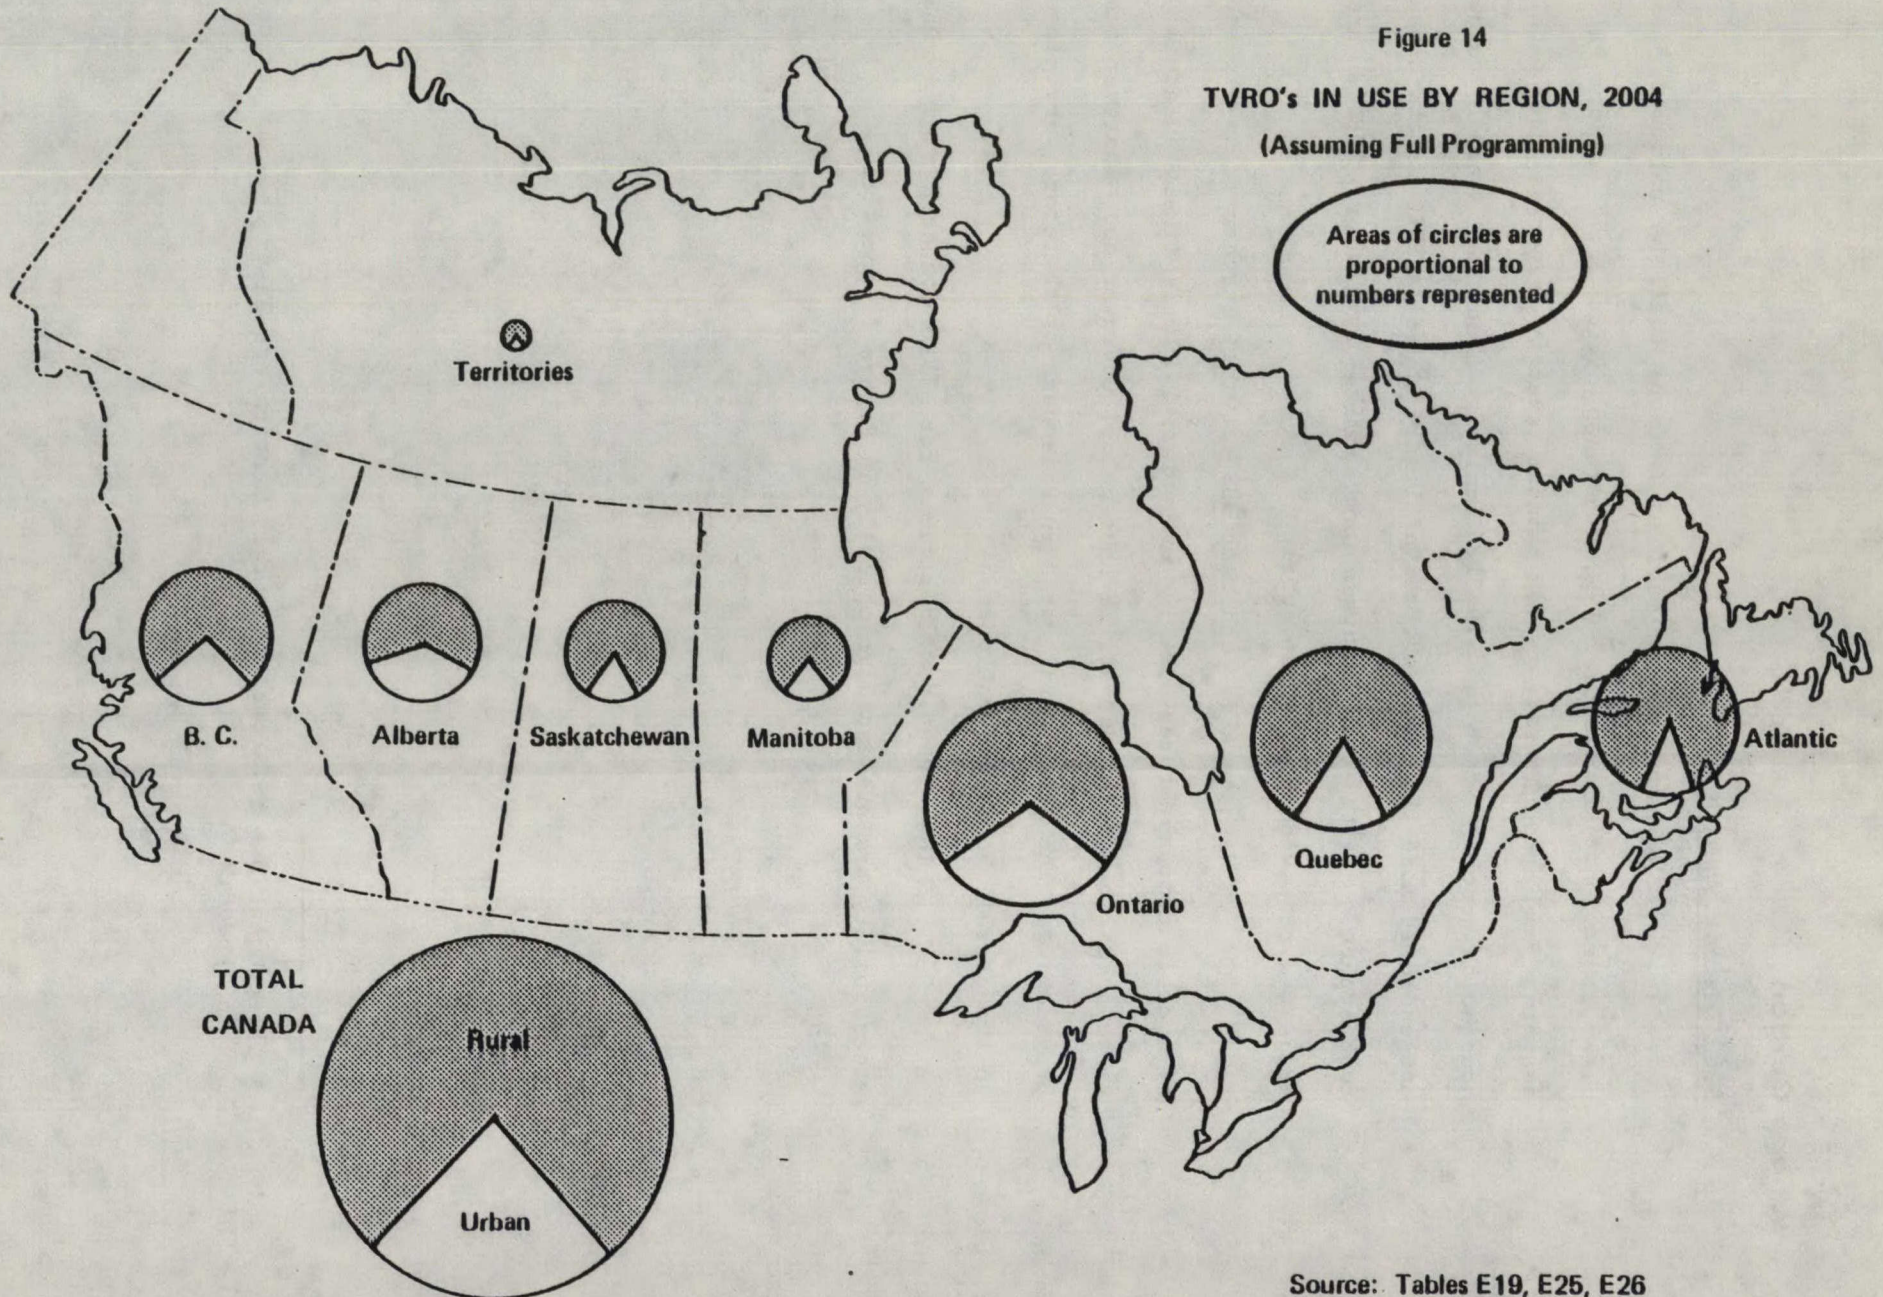 Figure 14
TVRO's IN USE BY REGION, 2004
(Assuming Full Programming)
Areas of circles are
proportional to
numbers represented
Territories
B. C.
Alberta
Saskatchewan
Manitoba
Ontario
Quebec
Atlantic
TOTAL
CANADA
Rural
Urban
Source: Tables E19, E25, E26